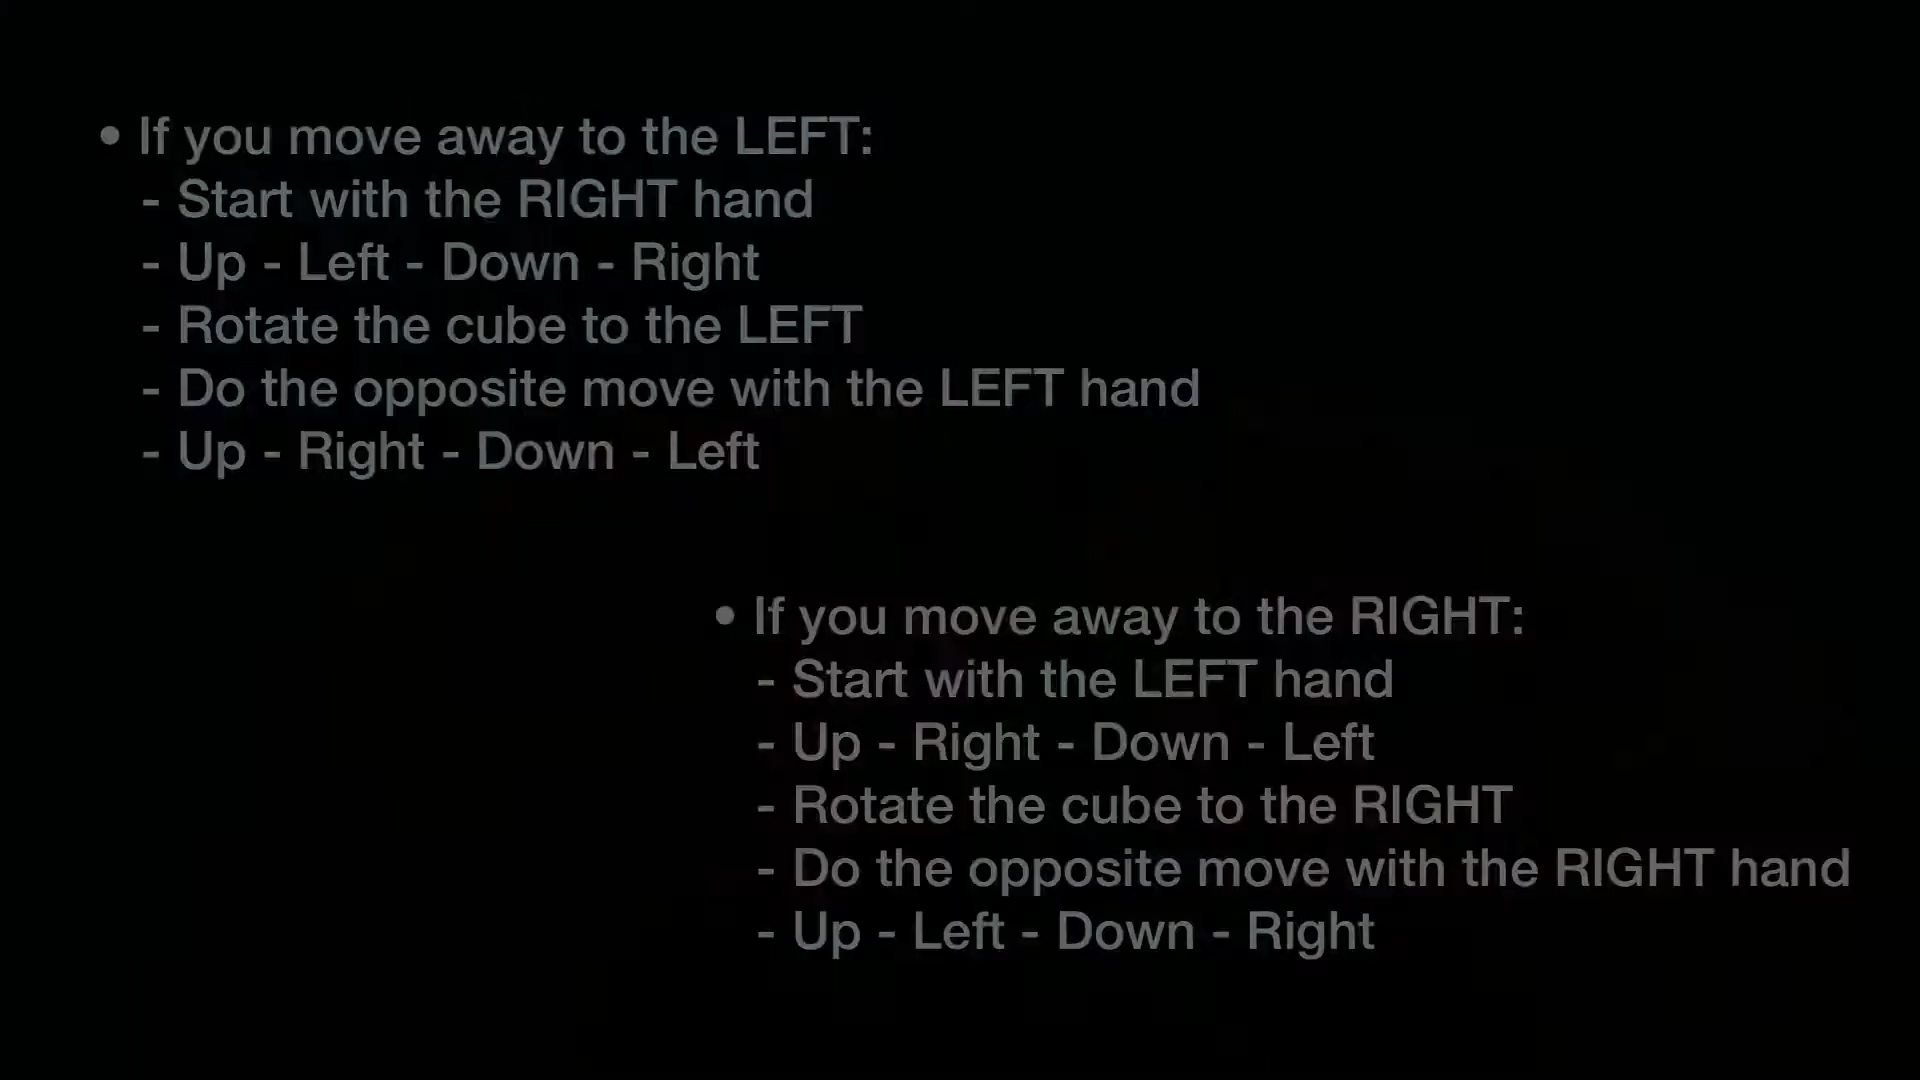 • If you move away to the LEFT:
- Start with the RIGHT hand
- Up - Left - Down - Right
- Rotate the cube to the LEFT
- Do the opposite move with the LEFT hand
- Up - Right - Down - Left
• If you move away to the RIGHT:
- Start with the LEFT hand
- Up - Right - Down - Left
- Rotate the cube to the RIGHT
- Do the opposite move with the RIGHT hand
- Up - Left - Down - Right